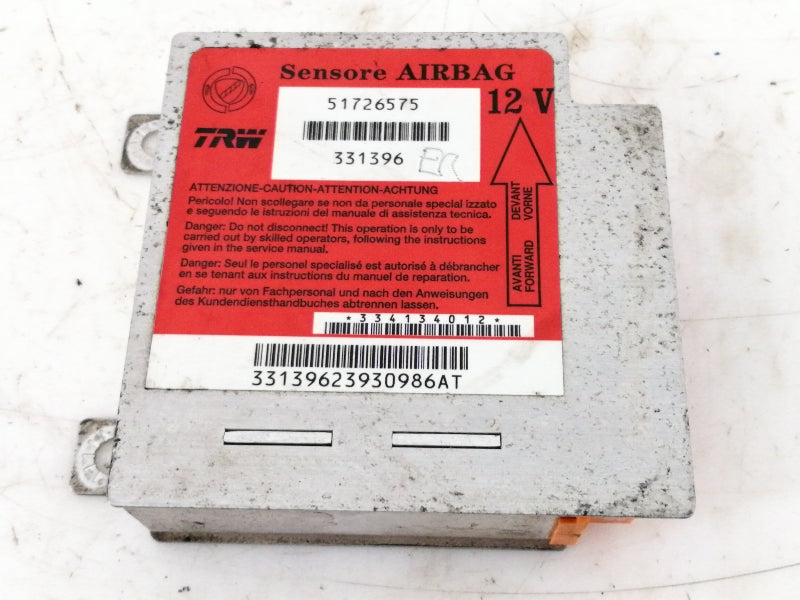 Sensore AIRBAG
51726575
12 V
TRW
331396
ER
ATTENZIONE-CAUTION-ATTENTION-ACHTUNG
Pericolo! Non scollegare se non da personale special izzato
e seguendo le istruzioni del manuale di assistenza tecnica.
Danger: Do not disconnect! This operation is only to be
carried out by skilled operators, following the instructions
given in the service manual.
Danger: Seul le personel specialisé est autorisé à débrancher
en se tenant aux instructions du manuel de reparation.
Gefahr: nur von Fachpersonal und nach den Anweisungen
des Kundendiensthandbuches abtrennen lassen.
AVANTI DEVANT
FORWARD VORNE
*334134012*
33139623930986AT